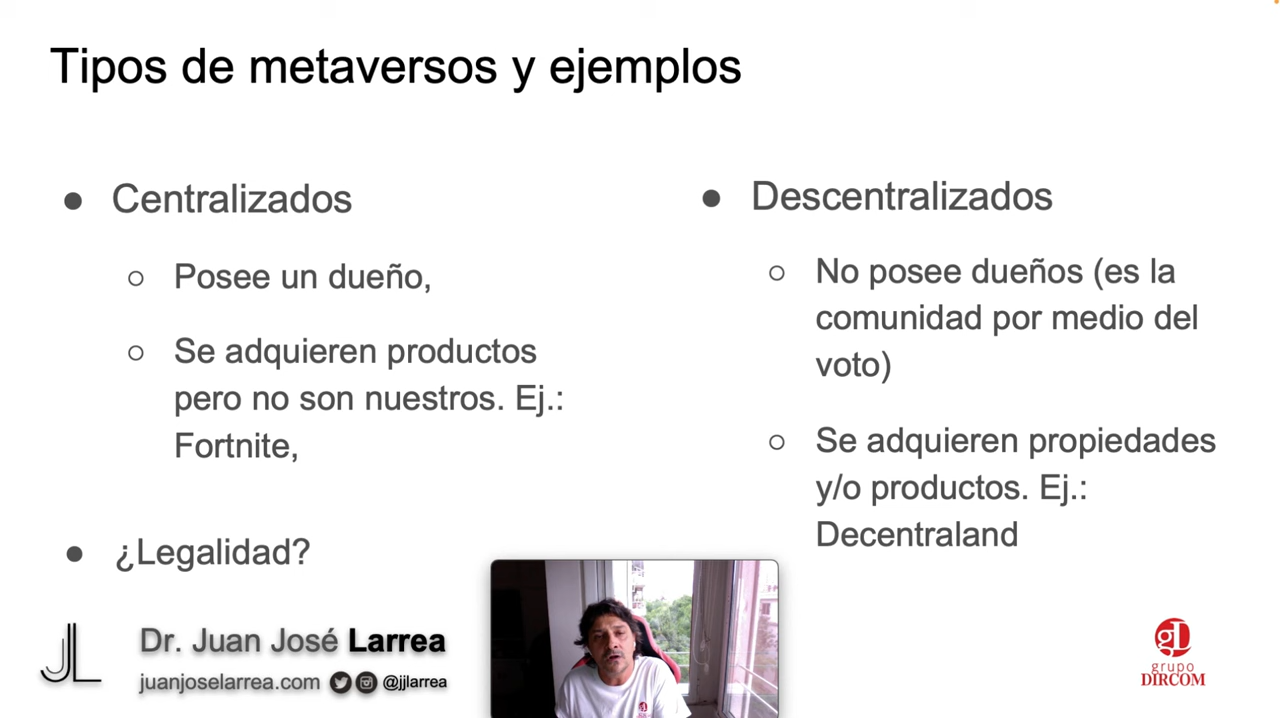 Tipos de metaversos y ejemplos
● Centralizados
○ Posee un dueño,
○ Se adquieren productos
pero no son nuestros. Ej.:
Fortnite,
● ¿Legalidad?
● Descentralizados
○ No posee dueños (es la
comunidad por medio del
voto)
○ Se adquieren propiedades
y/o productos. Ej.:
Decentraland
JL
Dr. Juan José Larrea
juanjoselarrea.com @jjlarrea
gD
grupo
DIRCOM